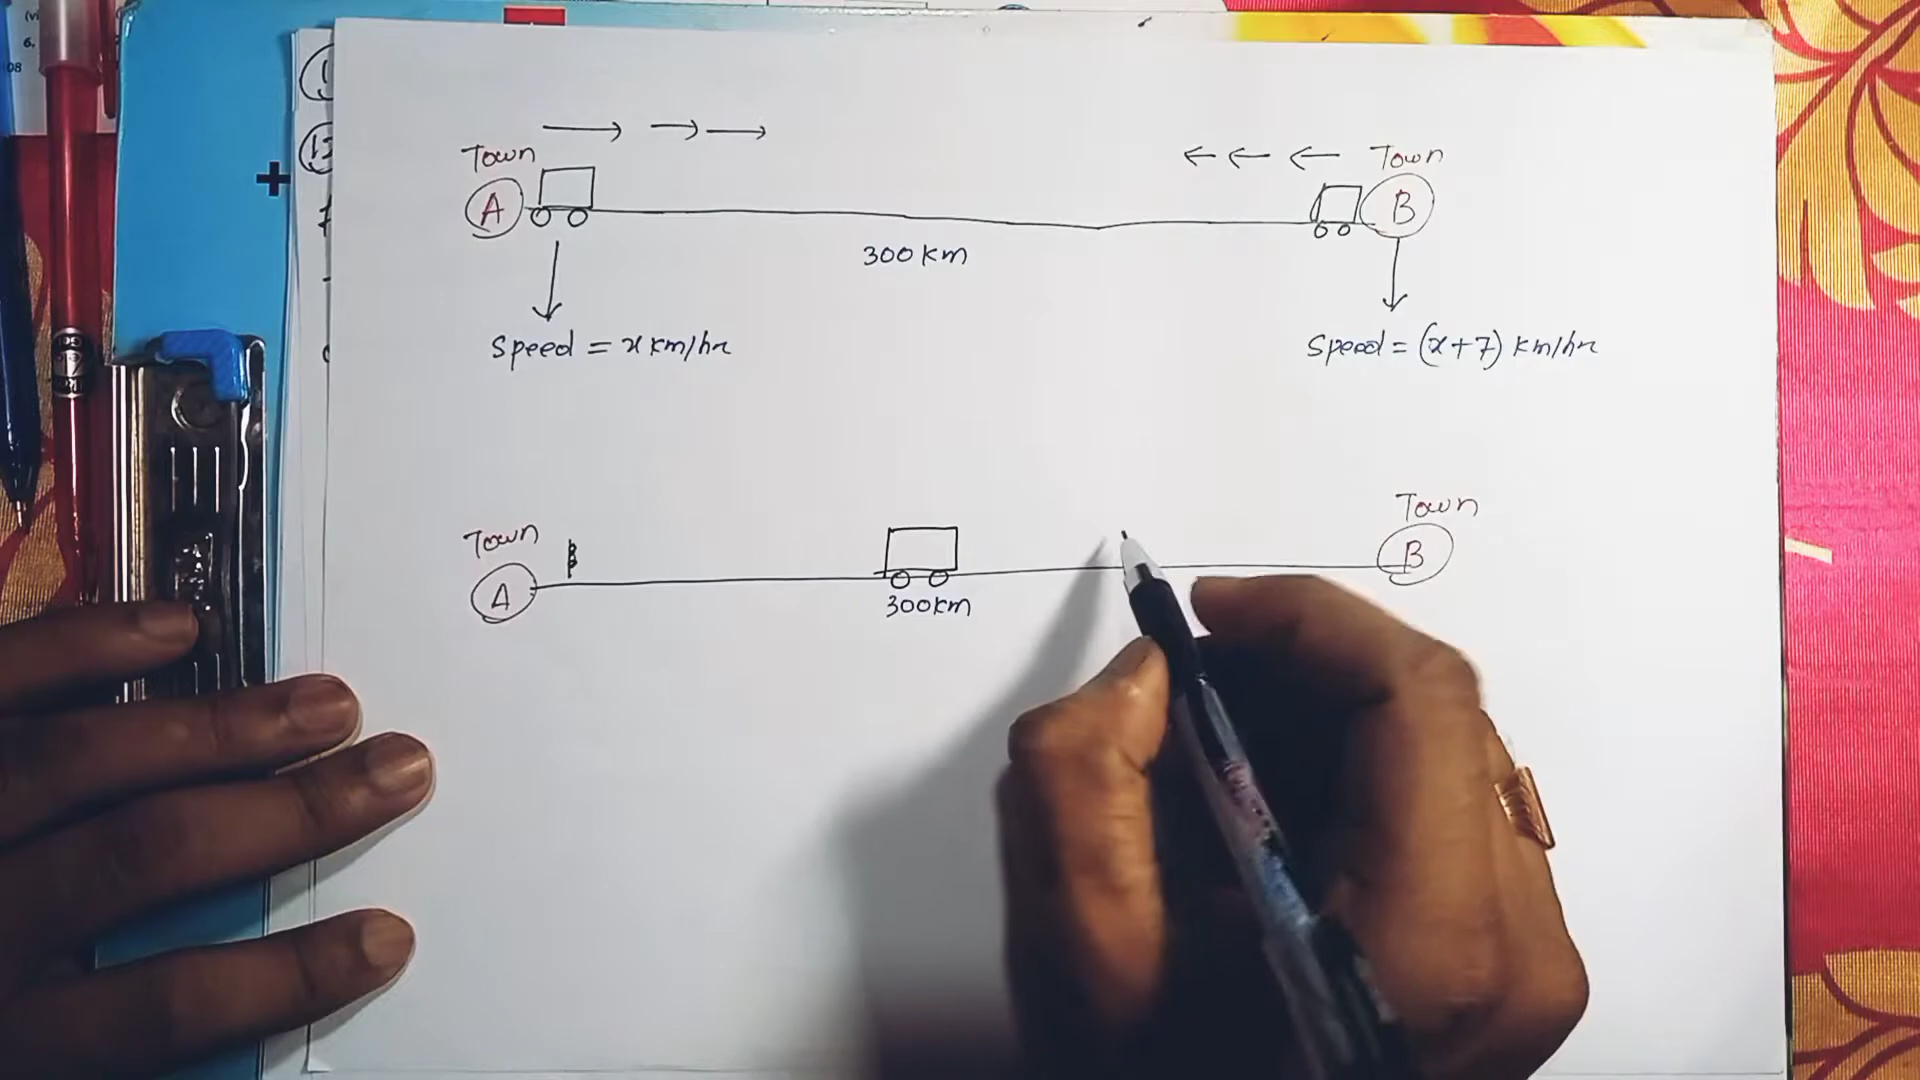 Town
A
Town
B
300 km
Speed = x km/hr
Speed = (x+7) km/hr
Town
A
Town
B
300km